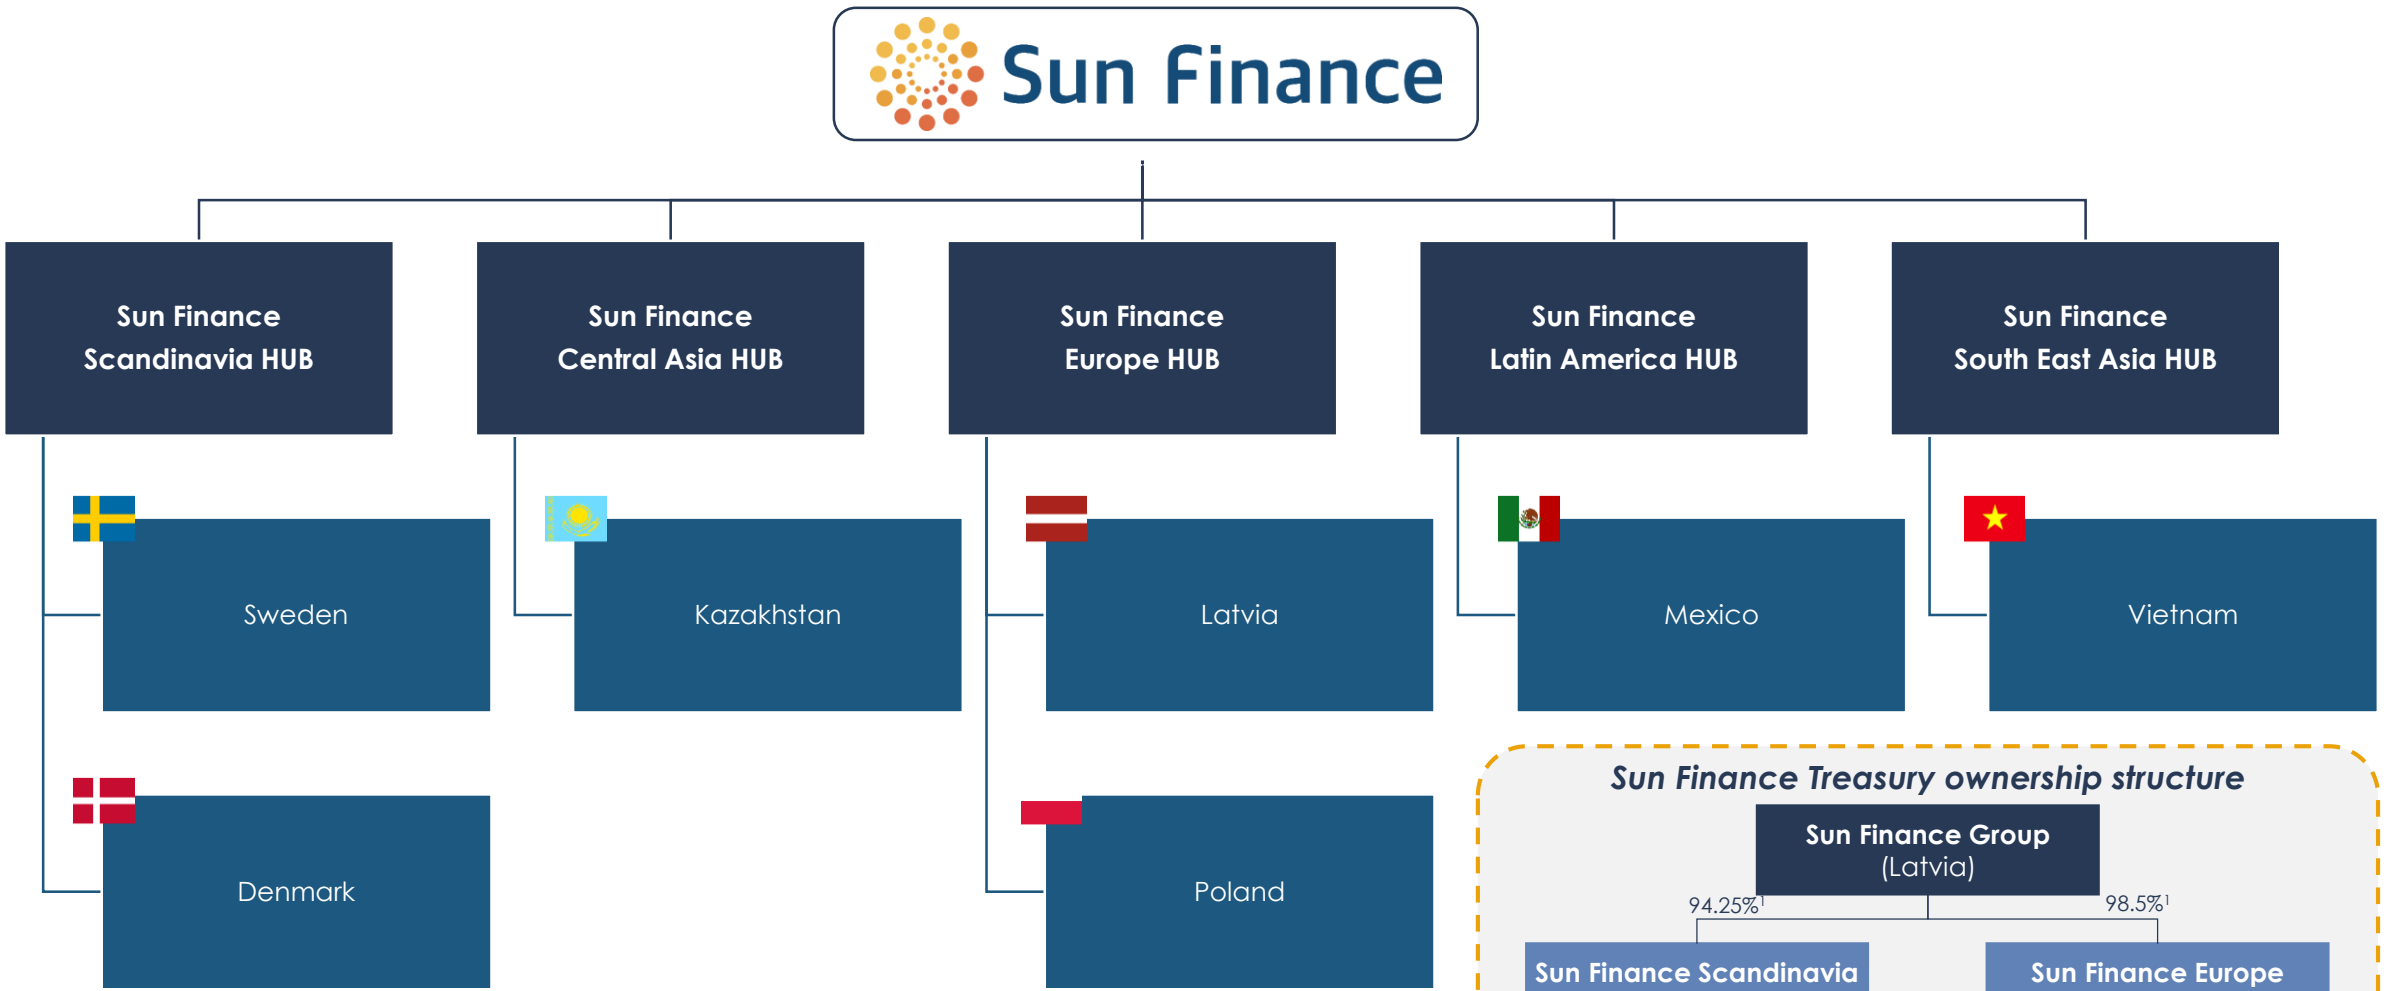 Sun Finance
Sun Finance
Scandinavia HUB
Sun Finance
Central Asia HUB
Sun Finance
Europe HUB
Sun Finance
Latin America HUB
Sun Finance
South East Asia HUB
Sweden
Kazakhstan
Latvia
Mexico
Vietnam
Denmark
Poland
Sun Finance Treasury ownership structure
Sun Finance Group
(Latvia)
94.25%¹
98.5%¹
Sun Finance Scandinavia
Sun Finance Europe